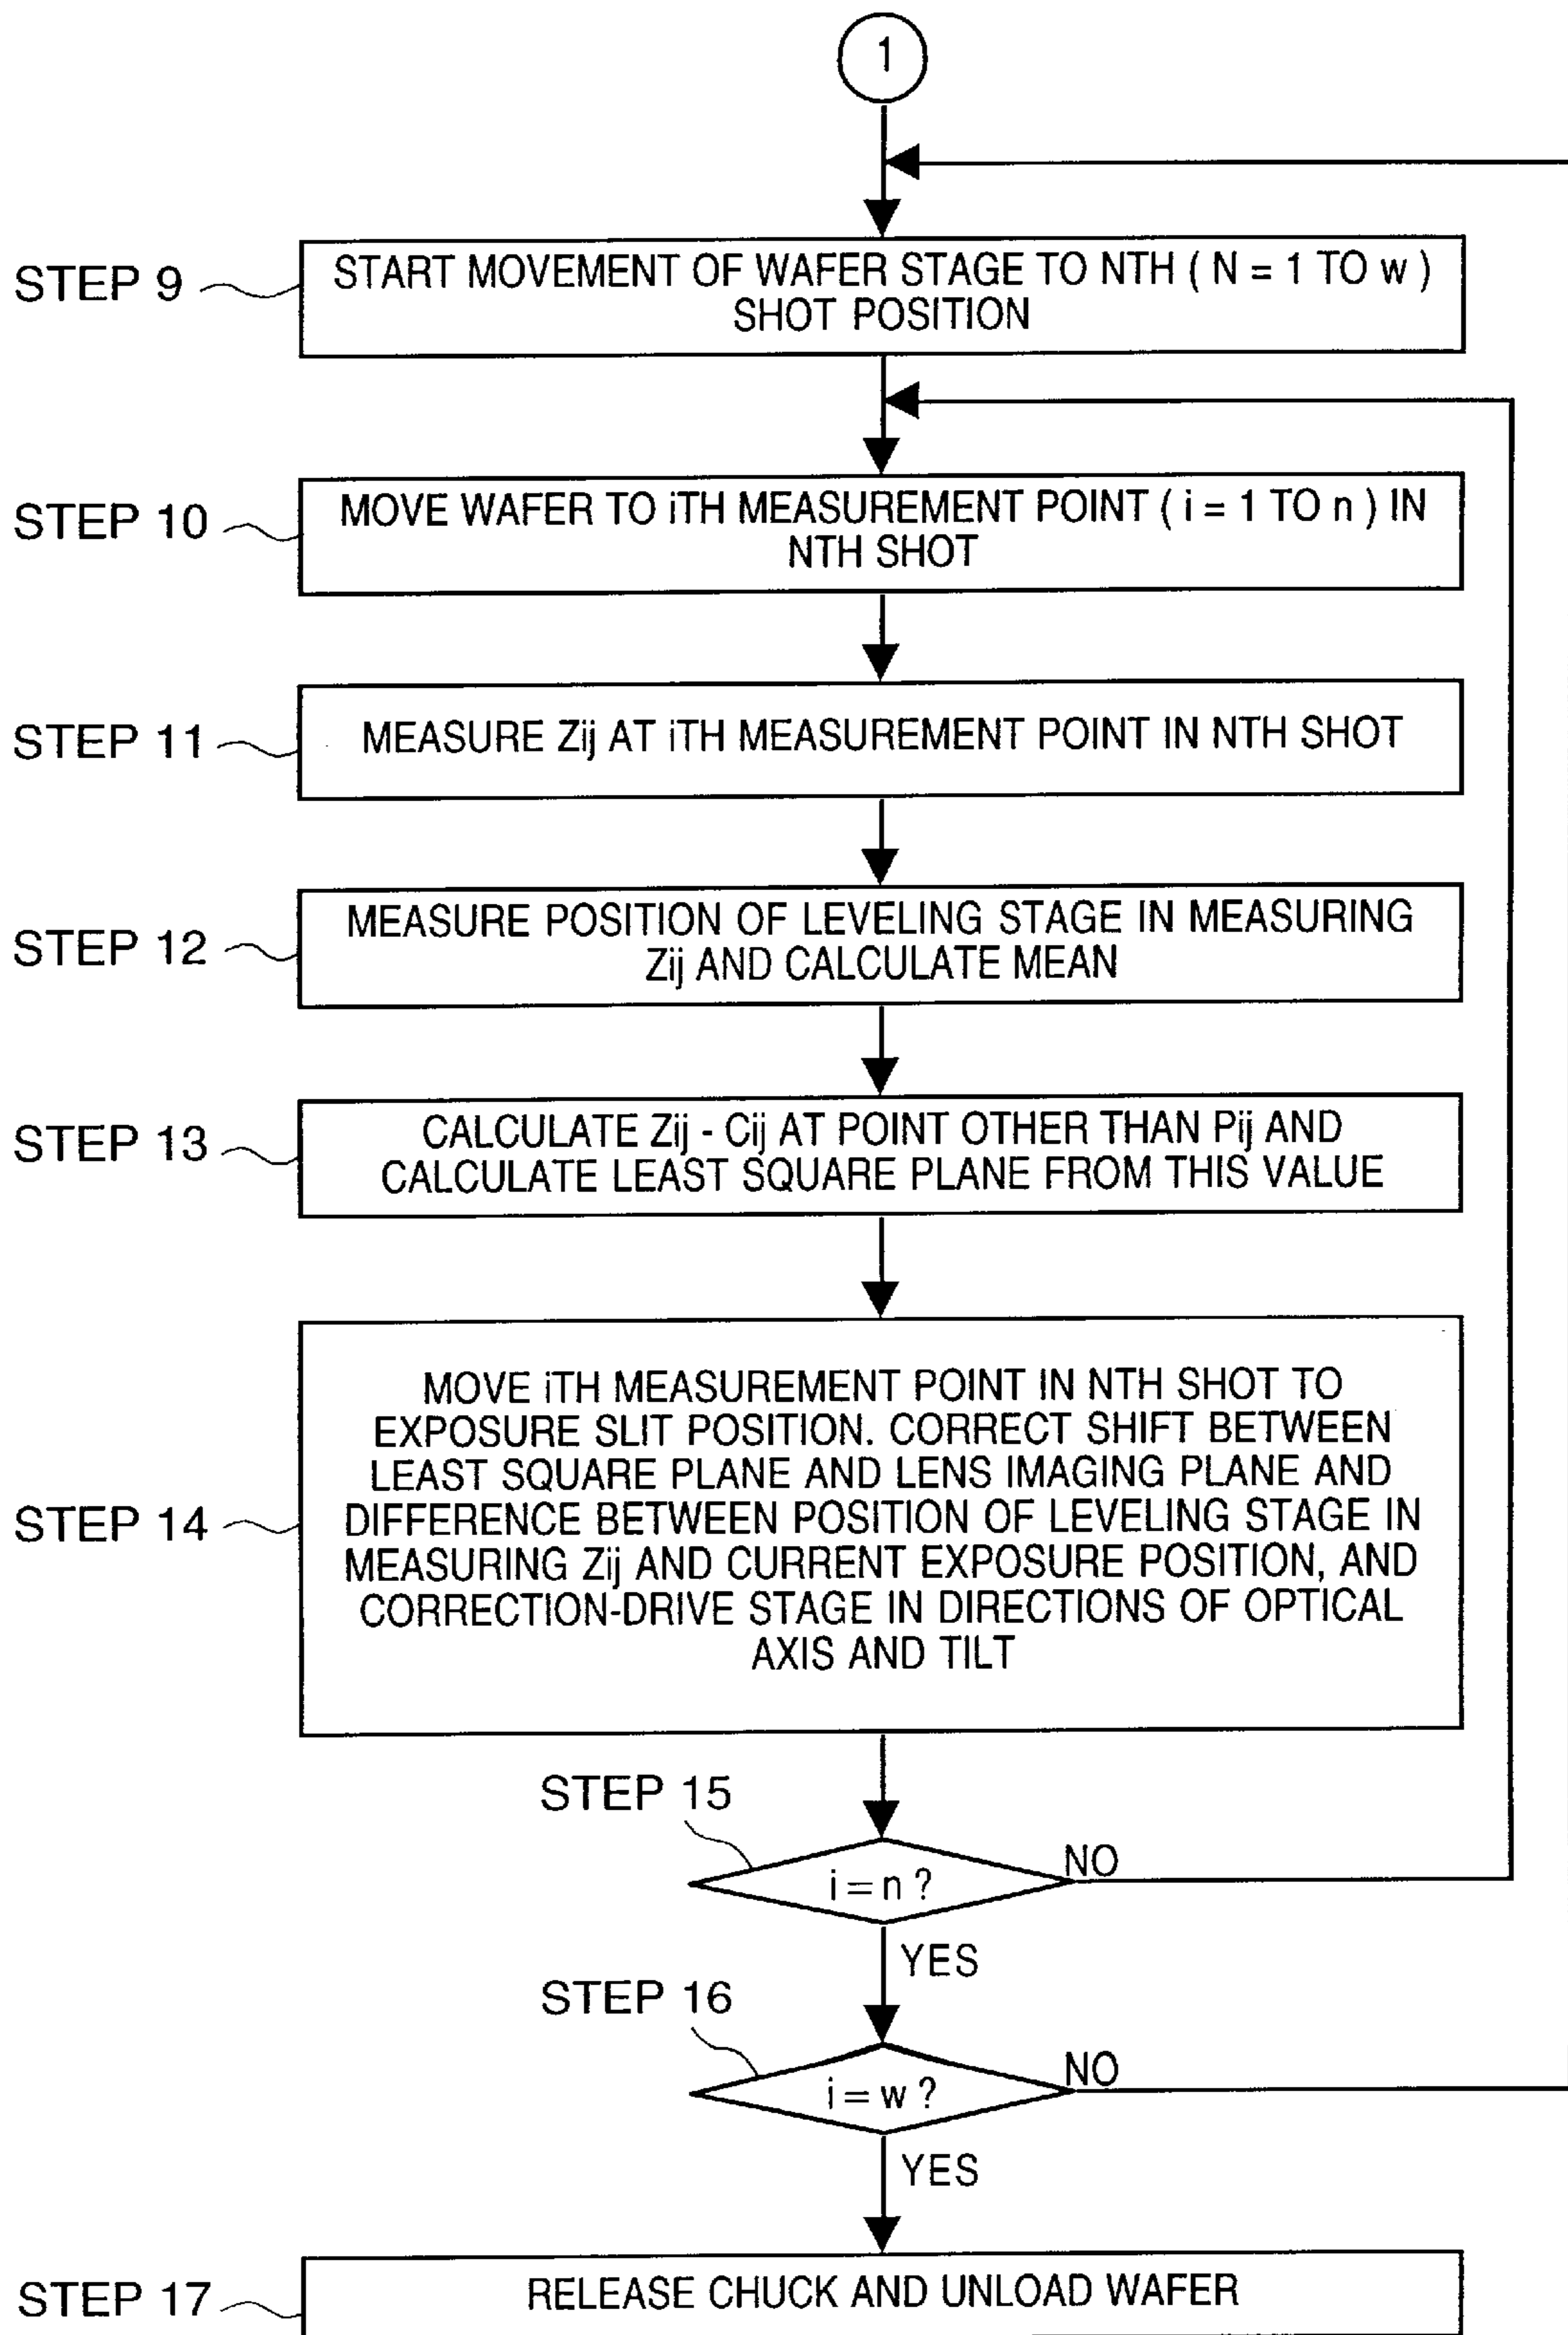 1
STEP 9
START MOVEMENT OF WAFER STAGE TO NTH ( N = 1 TO w )
SHOT POSITION
STEP 10
MOVE WAFER TO iTH MEASUREMENT POINT ( i = 1 TO n ) IN
NTH SHOT
STEP 11
MEASURE Zij AT iTH MEASUREMENT POINT IN NTH SHOT
STEP 12
MEASURE POSITION OF LEVELING STAGE IN MEASURING
Zij AND CALCULATE MEAN
STEP 13
CALCULATE Zij - Cij AT POINT OTHER THAN Pij AND
CALCULATE LEAST SQUARE PLANE FROM THIS VALUE
STEP 14
MOVE iTH MEASUREMENT POINT IN NTH SHOT TO
EXPOSURE SLIT POSITION. CORRECT SHIFT BETWEEN
LEAST SQUARE PLANE AND LENS IMAGING PLANE AND
DIFFERENCE BETWEEN POSITION OF LEVELING STAGE IN
MEASURING Zij AND CURRENT EXPOSURE POSITION, AND
CORRECTION-DRIVE STAGE IN DIRECTIONS OF OPTICAL
AXIS AND TILT
STEP 15
i = n ?
NO
YES
STEP 16
i = w ?
NO
YES
STEP 17
RELEASE CHUCK AND UNLOAD WAFER